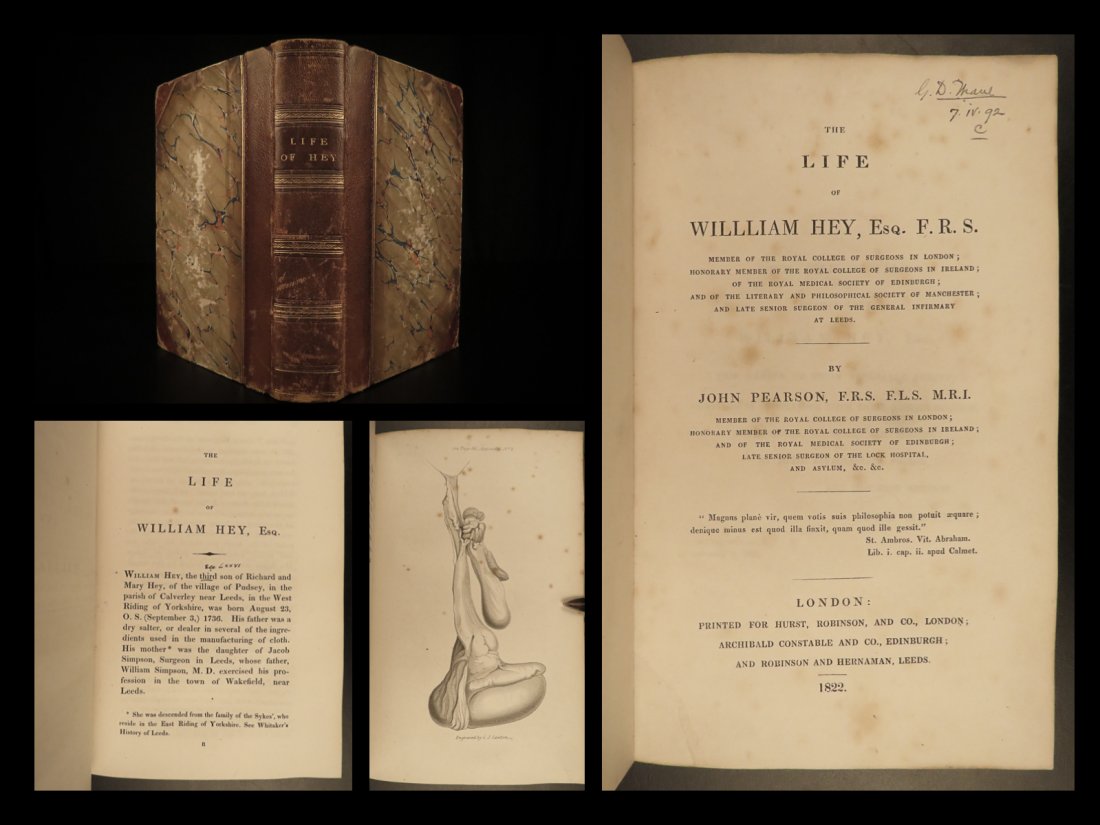 LIFE
OF HEY
G. D.
7. iv. 92
C
THE
LIFE
OF
WILLLIAM HEY, Esq. F. R. S.
MEMBER OF THE ROYAL COLLEGE OF SURGEONS IN LONDON;
HONORARY MEMBER OF THE ROYAL COLLEGE OF SURGEONS IN IRELAND;
OF THE ROYAL MEDICAL SOCIETY OF EDINBURGH;
AND OF THE LITERARY AND PHILOSOPHICAL SOCIETY OF MANCHESTER;
AND LATE SENIOR SURGEON OF THE GENERAL INFIRMARY
AT LEEDS.
BY
JOHN PEARSON, F.R.S. F.L.S. M.R.I.
MEMBER OF THE ROYAL COLLEGE OF SURGEONS IN LONDON;
HONORARY MEMBER OF THE ROYAL COLLEGE OF SURGEONS IN IRELAND;
AND OF THE ROYAL MEDICAL SOCIETY OF EDINBURGH;
LATE SENIOR SURGEON OF THE LOCK HOSPITAL,
AND ASYLUM, &c. &c.
" Magnus planè vir, quem votis suis philosophia non potuit æquare;
denique minus est quod illa finxit, quam quod ille gessit."
St. Ambros. Vit. Abraham.
Lib. i. cap. ii. apud Calmet.
LONDON:
PRINTED FOR HURST, ROBINSON, AND CO., LONDON;
ARCHIBALD CONSTABLE AND CO., EDINBURGH;
AND ROBINSON AND HERNAMAN, LEEDS.
1822.
THE
LIFE
OF
WILLIAM HEY, Esq.
WILLIAM HEY, the third son of Richard and
Mary Hey, of the village of Pudsey, in the
parish of Calverley near Leeds, in the West
Riding of Yorkshire, was born August 23,
O. S. (September 3,) 1736. His father was a
dry salter, or dealer in several of the ingre-
dients used in the manufacturing of cloth.
His mother* was the daughter of Jacob
Simpson, Surgeon in Leeds, whose father,
William Simpson, M. D. exercised his pro-
fession in the town of Wakefield, near
Leeds.
* She was descended from the family of the Sykes', who
reside in the East Riding of Yorkshire. See Whitaker's
History of Leeds.
B
Engraved by